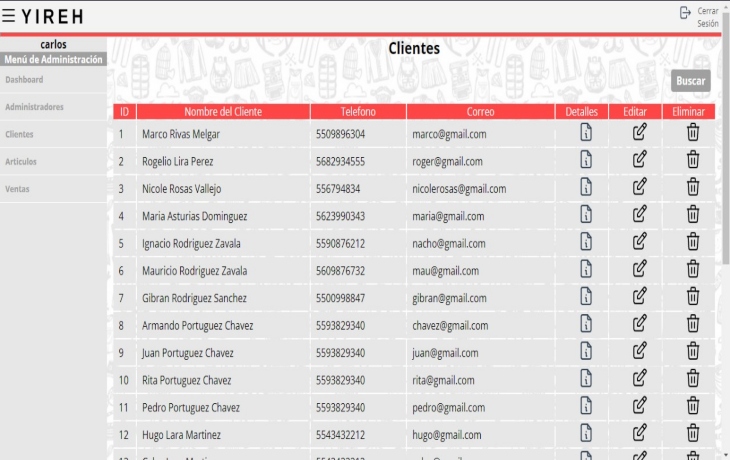 YIREH
Cerrar
Sesión
carlos
Menú de Administración
Dashboard
Administradores
Clientes
Articulos
Ventas
Clientes
Buscar
ID Nombre del Cliente Telefono Correo Detalles Editar Eliminar
1 Marco Rivas Melgar 5509896304 marco@gmail.com
2 Rogelio Lira Perez 5682934555 roger@gmail.com
3 Nicole Rosas Vallejo 556794834 nicolerosas@gmail.com
4 Maria Asturias Dominguez 5623990343 maria@gmail.com
5 Ignacio Rodriguez Zavala 5590876212 nacho@gmail.com
6 Mauricio Rodriguez Zavala 5609876732 mau@gmail.com
7 Gibran Rodriguez Sanchez 5500998847 gibran@gmail.com
8 Armando Portuguez Chavez 5593829340 chavez@gmail.com
9 Juan Portuguez Chavez 5593829340 juan@gmail.com
10 Rita Portuguez Chavez 5593829340 rita@gmail.com
11 Pedro Portuguez Chavez 5593829340 pedro@gmail.com
12 Hugo Lara Martinez 5543432212 hugo@gmail.com